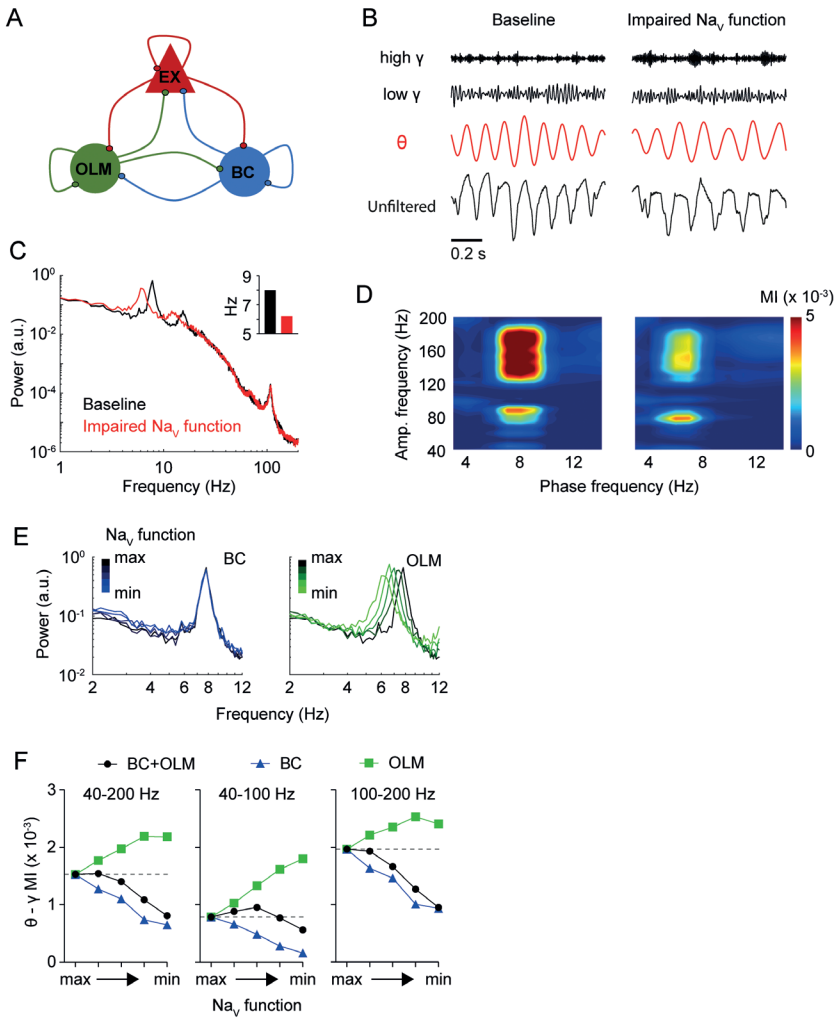 A
EX
OLM
BC
B
Baseline
Impaired NaV function
high γ
low γ
θ
Unfiltered
0.2 s
C
10^0
10^-2
10^-4
10^-6
Power (a.u.)
9
7
5
Hz
Baseline
Impaired NaV function
1
10
100
Frequency (Hz)
D
MI (x 10^-3)
200
160
120
80
40
Amp. frequency (Hz)
5
0
4
8
12
4
8
12
Phase frequency (Hz)
E
NaV function
max
min
BC
max
min
OLM
10^0
10^-1
10^-2
Power (a.u.)
2
4
6
8
12
2
4
6
8
12
Frequency (Hz)
F
BC+OLM
BC
OLM
40-200 Hz
40-100 Hz
100-200 Hz
3
2
1
0
θ - γ MI (x 10^-3)
max
min
max
min
max
min
NaV function